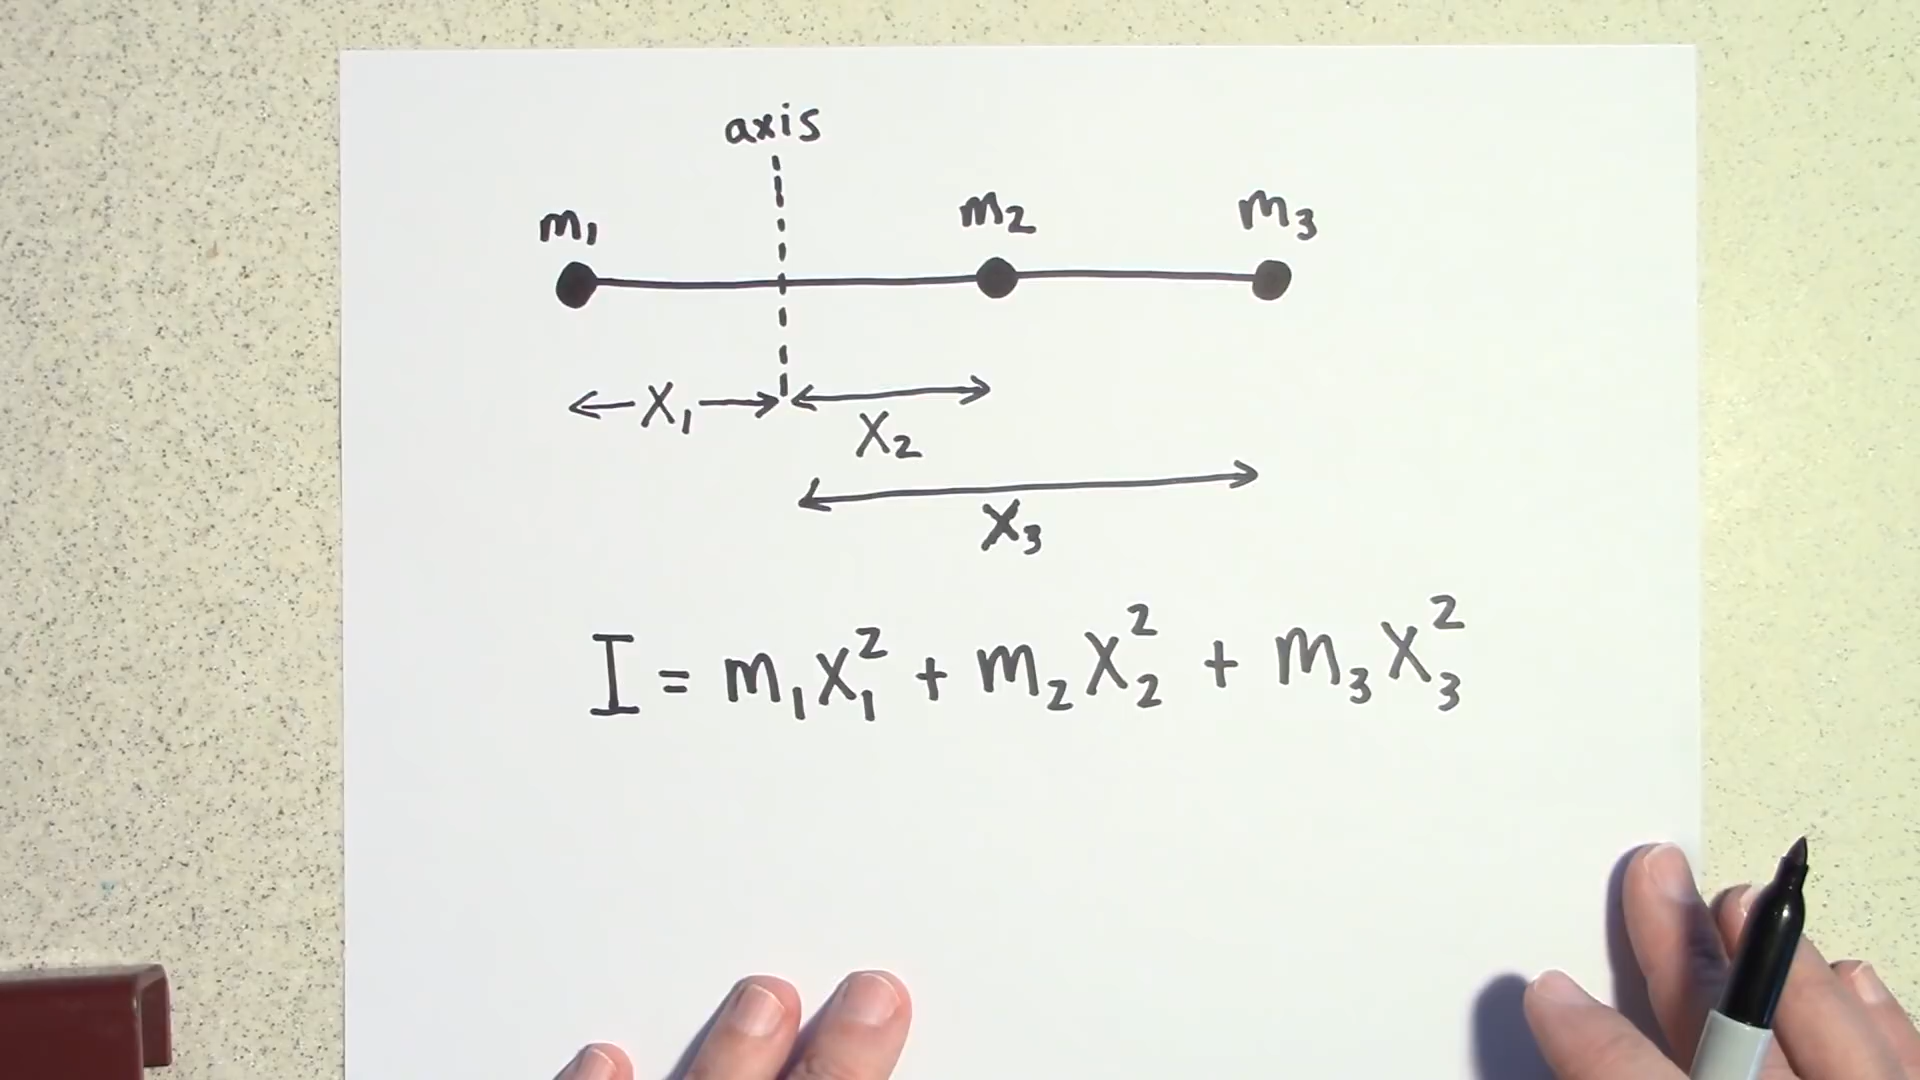 axis
m₁ m₂ m₃
X₁
X₂
X₃
I = m₁X₁² + m₂X₂² + m₃X₃²